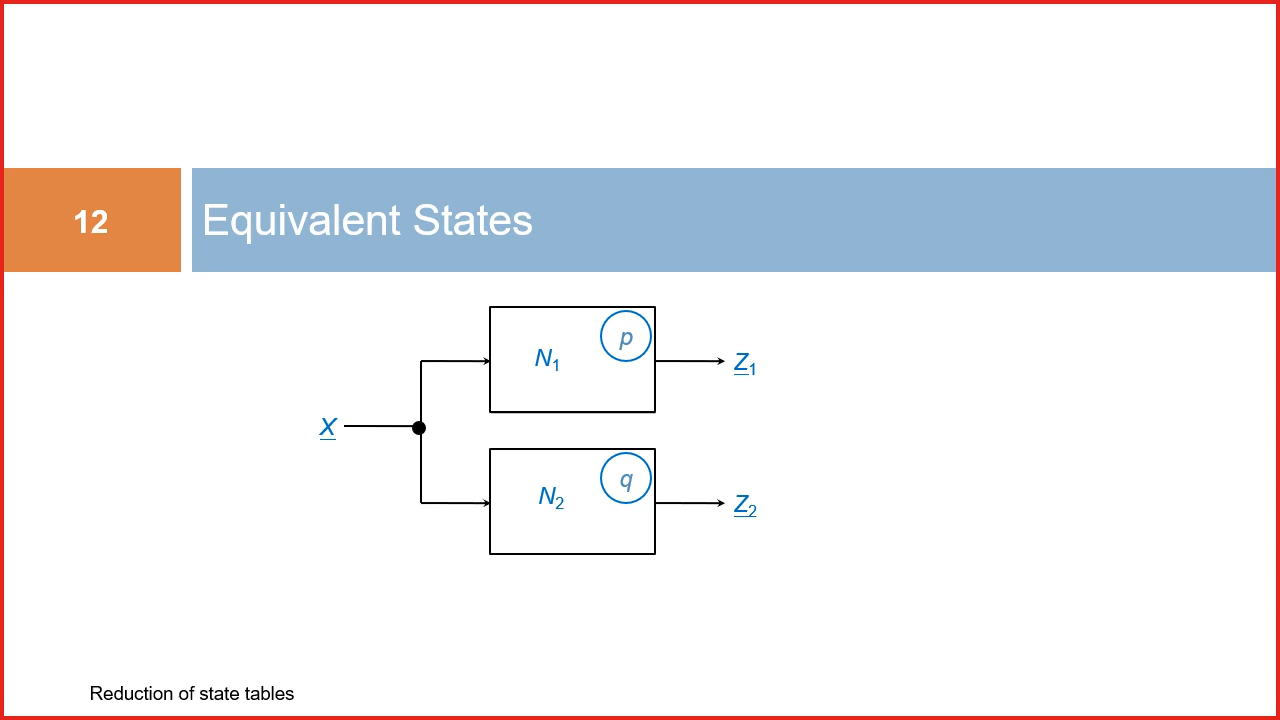 12
Equivalent States
p
N1
Z1
X
q
N2
Z2
Reduction of state tables